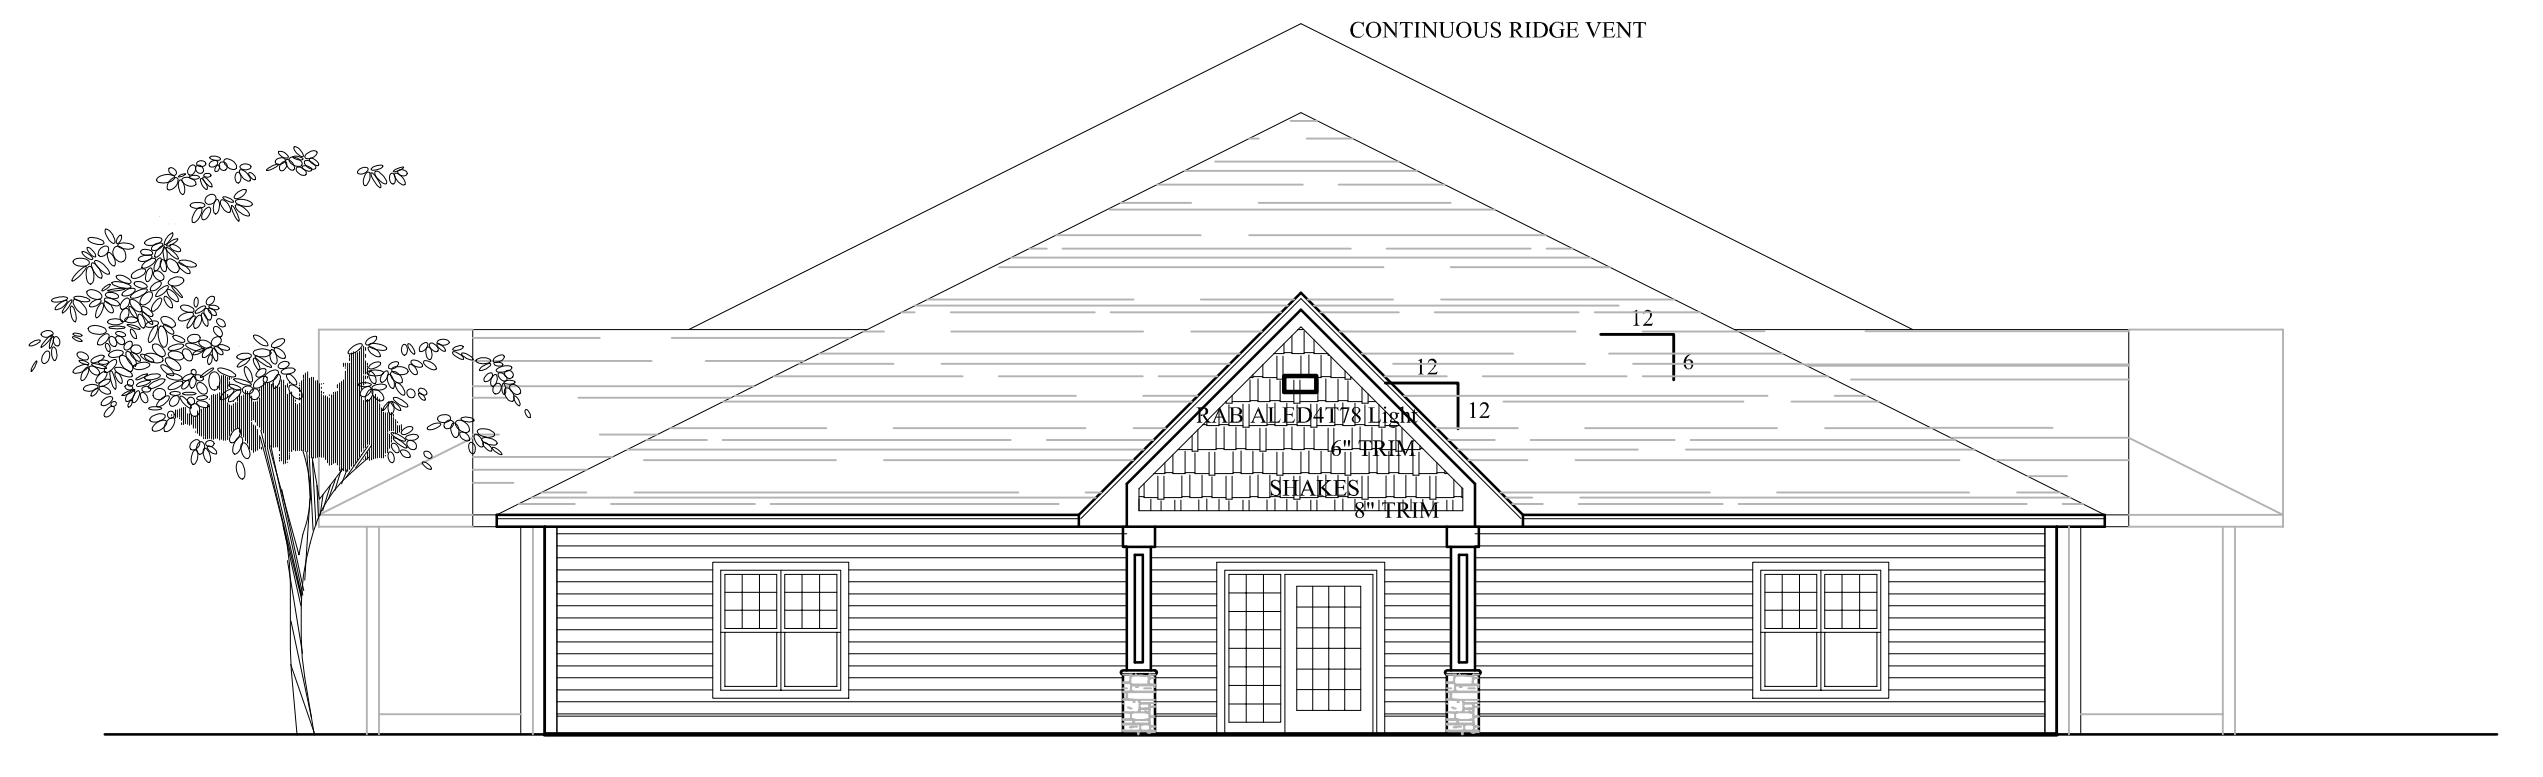 CONTINUOUS RIDGE VENT
12
6
12
12
RAB ALED4T78 Light
6" TRIM
SHAKES
8" TRIM